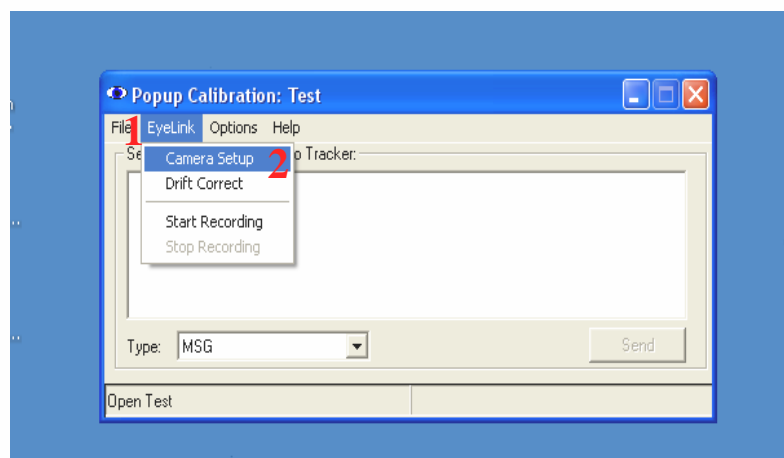 Popup Calibration: Test
File EyeLink Options Help
1
Se o Tracker:
Camera Setup 2
Drift Correct
Start Recording
Stop Recording
Type: MSG Send
Open Test